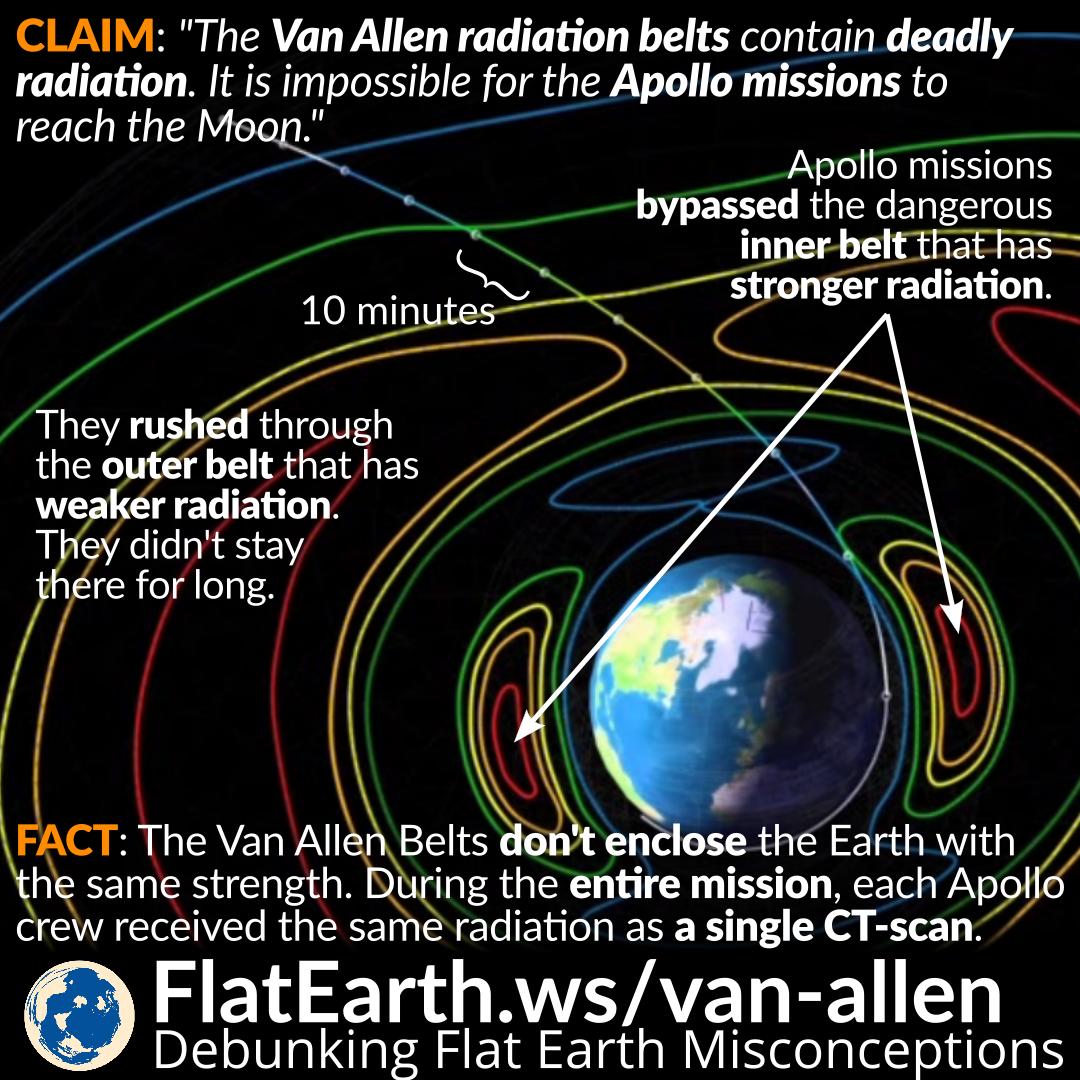 CLAIM: "The Van Allen radiation belts contain deadly
radiation. It is impossible for the Apollo missions to
reach the Moon."
Apollo missions
bypassed the dangerous
inner belt that has
stronger radiation.
10 minutes
They rushed through
the outer belt that has
weaker radiation.
They didn't stay
there for long.
FACT: The Van Allen Belts don't enclose the Earth with
the same strength. During the entire mission, each Apollo
crew received the same radiation as a single CT-scan.
FlatEarth.ws/van-allen
Debunking Flat Earth Misconceptions